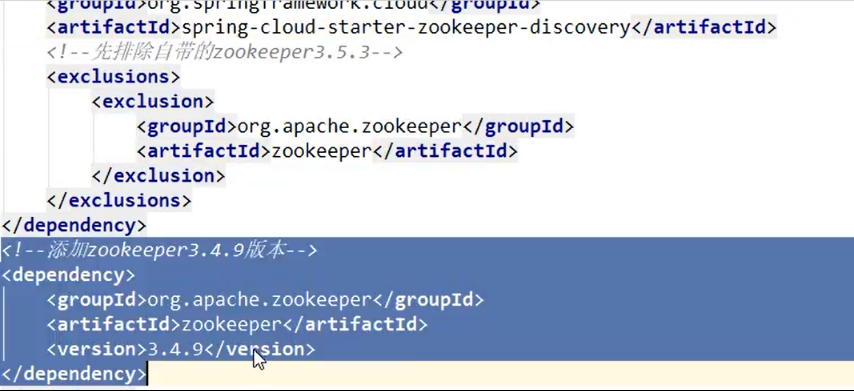 <groupId>org.springframework.cloud</groupId>
<artifactId>spring-cloud-starter-zookeeper-discovery</artifactId>
<!--先排除自带的zookeeper3.5.3-->
<exclusions>
<exclusion>
<groupId>org.apache.zookeeper</groupId>
<artifactId>zookeeper</artifactId>
</exclusion>
</exclusions>
</dependency>
<!--添加zookeeper3.4.9版本-->
<dependency>
<groupId>org.apache.zookeeper</groupId>
<artifactId>zookeeper</artifactId>
<version>3.4.9</version>
</dependency>